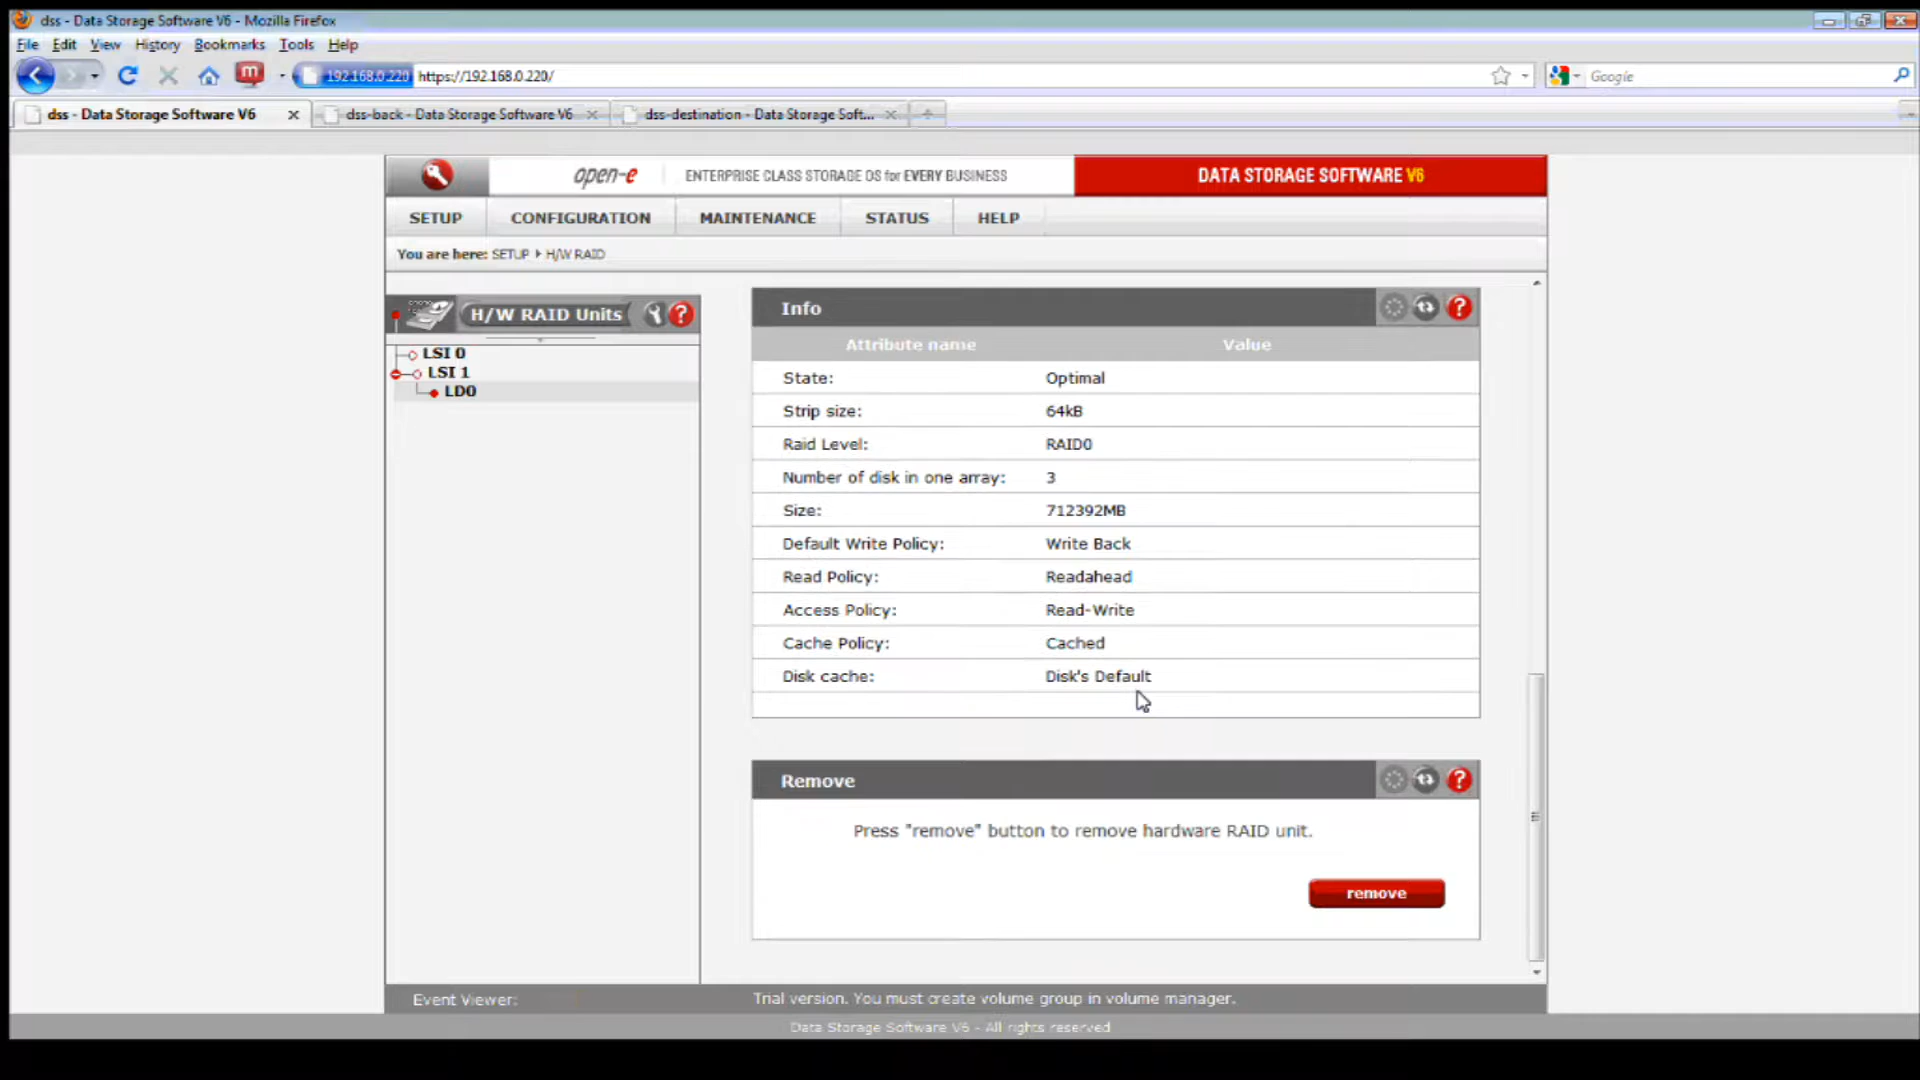 dss - Data Storage Software V6 - Mozilla Firefox
File Edit View History Bookmarks Tools Help
192.168.0.220 https://192.168.0.220/
Google
dss - Data Storage Software V6
dss-back - Data Storage Software V6
dss-destination - Data Storage Soft...
open-e ENTERPRISE CLASS STORAGE OS for EVERY BUSINESS
DATA STORAGE SOFTWARE V6
SETUP CONFIGURATION MAINTENANCE STATUS HELP
You are here: SETUP H/W RAID
H/W RAID Units
LSI 0
LSI 1
LD0
Info
Attribute name Value
State: Optimal
Strip size: 64kB
Raid Level: RAID0
Number of disk in one array: 3
Size: 712392MB
Default Write Policy: Write Back
Read Policy: Readahead
Access Policy: Read-Write
Cache Policy: Cached
Disk cache: Disk's Default
Remove
Press "remove" button to remove hardware RAID unit.
remove
Event Viewer: Trial version. You must create volume group in volume manager.
Data Storage Software V6 - All rights reserved